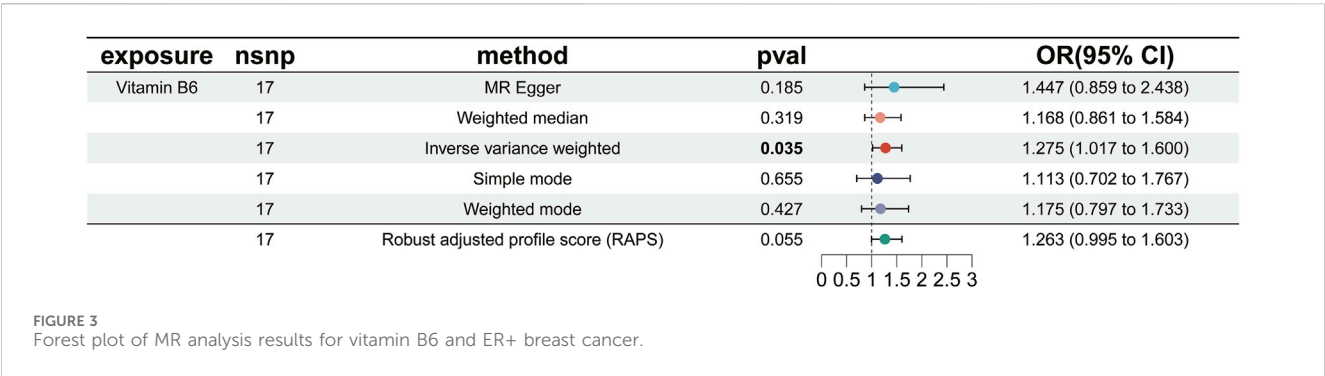 exposure nsnp method pval OR(95% CI)
Vitamin B6 17 MR Egger 0.185 1.447 (0.859 to 2.438)
17 Weighted median 0.319 1.168 (0.861 to 1.584)
17 Inverse variance weighted 0.035 1.275 (1.017 to 1.600)
17 Simple mode 0.655 1.113 (0.702 to 1.767)
17 Weighted mode 0.427 1.175 (0.797 to 1.733)
17 Robust adjusted profile score (RAPS) 0.055 1.263 (0.995 to 1.603)
0 0.5 1 1.5 2 2.5 3
FIGURE 3
Forest plot of MR analysis results for vitamin B6 and ER+ breast cancer.